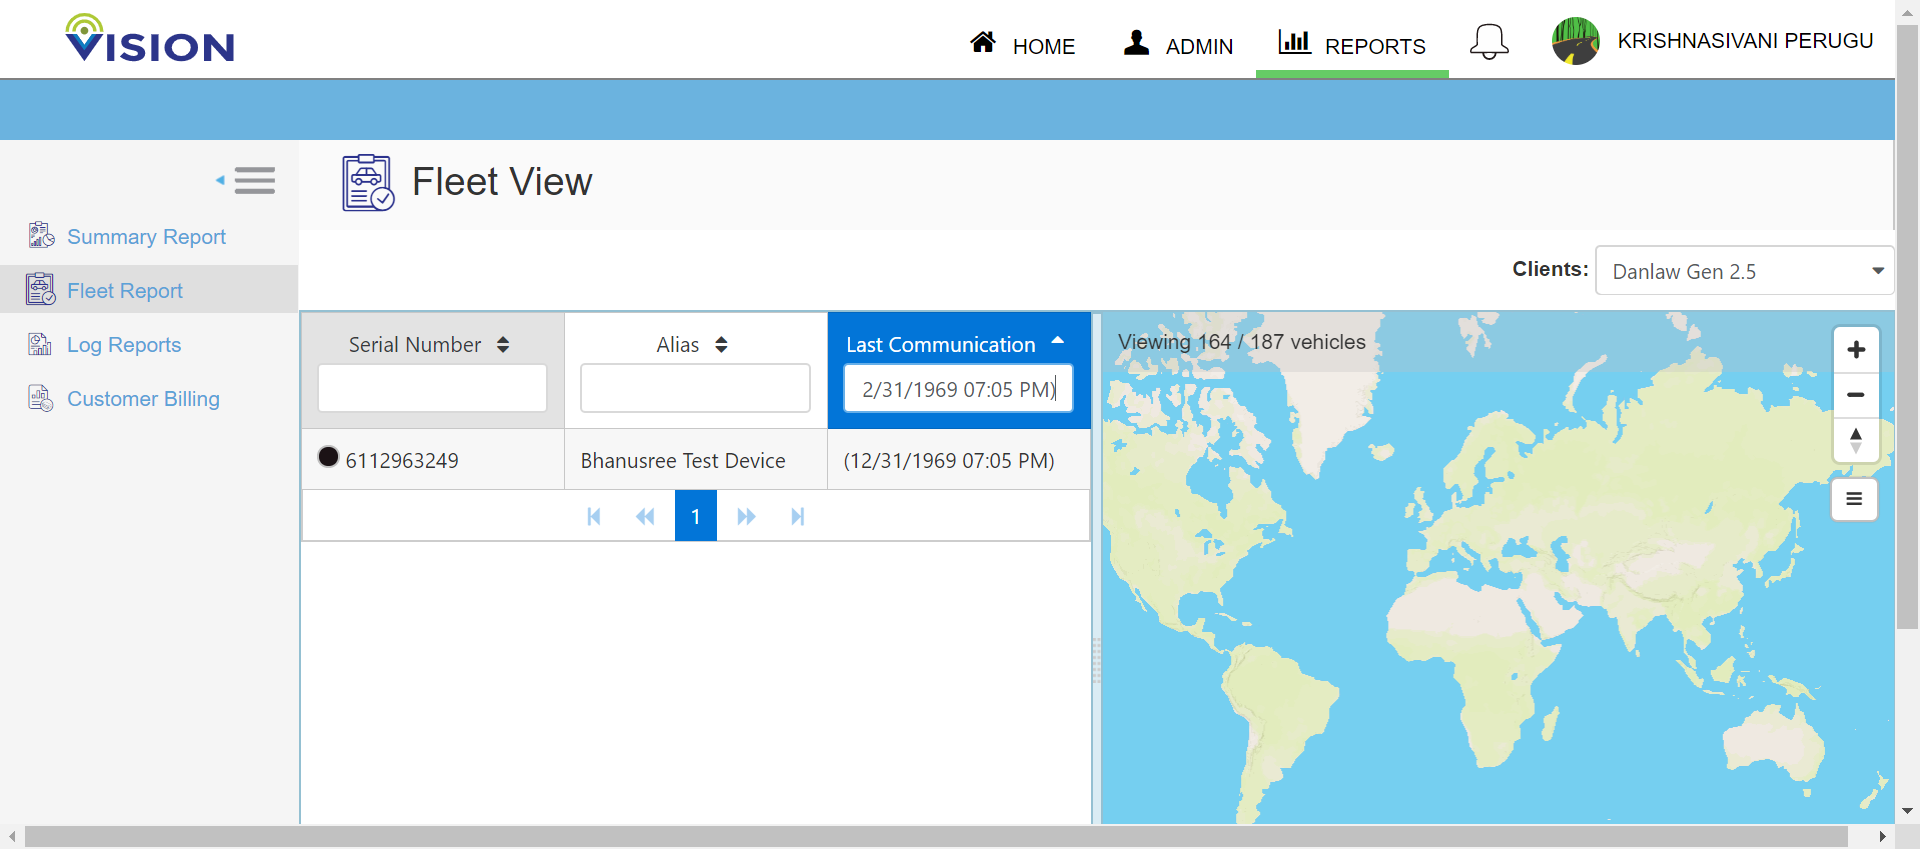 VISION
HOME
ADMIN
REPORTS
KRISHNASIVANI PERUGU
Fleet View
Summary Report
Fleet Report
Log Reports
Customer Billing
Clients:
Danlaw Gen 2.5
Serial Number
Alias
Last Communication
2/31/1969 07:05 PM)
6112963249
Bhanusree Test Device
(12/31/1969 07:05 PM)
1
Viewing 164 / 187 vehicles